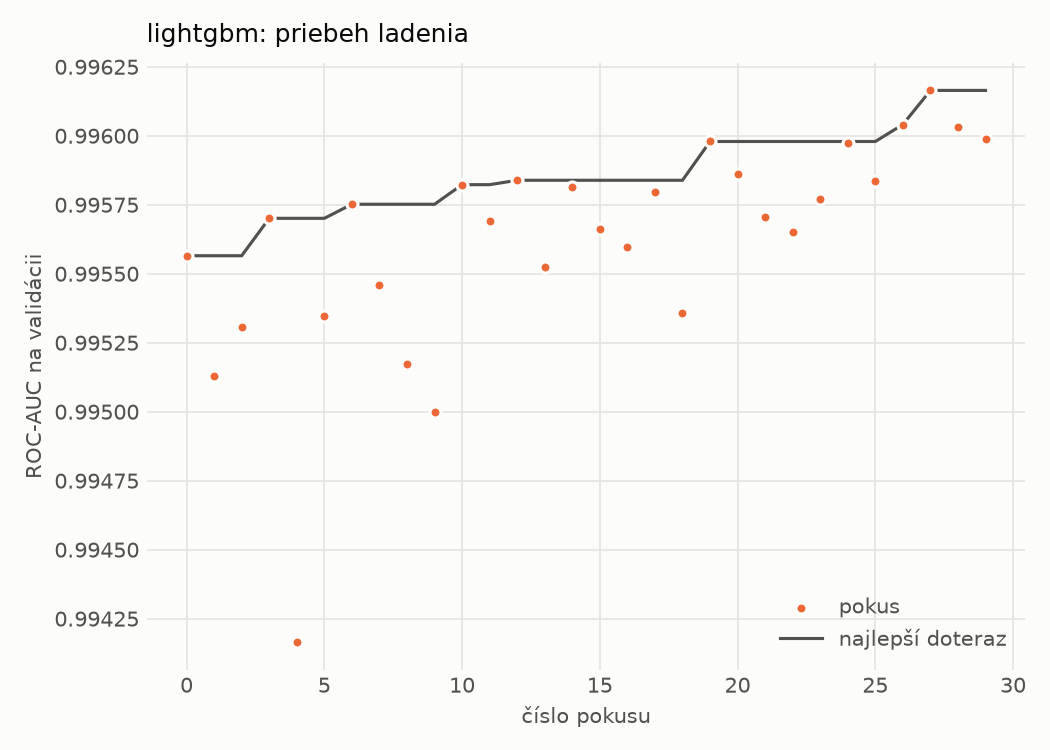 lightgbm: priebeh ladenia
0.99625
0.99600
0.99575
0.99550
0.99525
0.99500
0.99475
0.99450
0.99425
ROC-AUC na validácii
pokus
najlepší doteraz
0 5 10 15 20 25 30
číslo pokusu